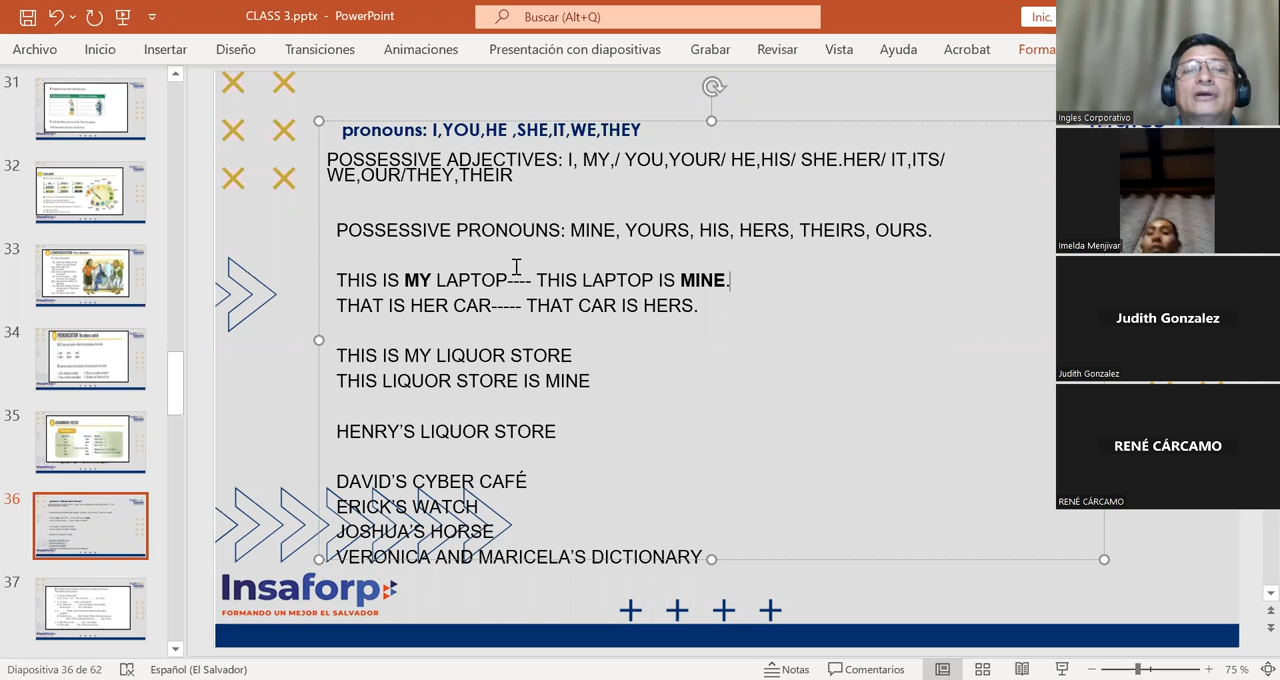 CLASS 3.pptx - PowerPoint
Buscar (Alt+Q)
Inic.
Archivo Inicio Insertar Diseño Transiciones Animaciones Presentación con diapositivas Grabar Revisar Vista Ayuda Acrobat Forma
31
32
33
34
35
36
37
pronouns: I,YOU,HE ,SHE,IT,WE,THEY
POSSESSIVE ADJECTIVES: I, MY,/ YOU,YOUR/ HE,HIS/ SHE.HER/ IT,ITS/
WE,OUR/THEY,THEIR
POSSESSIVE PRONOUNS: MINE, YOURS, HIS, HERS, THEIRS, OURS.
THIS IS MY LAPTOP---- THIS LAPTOP IS MINE.
THAT IS HER CAR----- THAT CAR IS HERS.
THIS IS MY LIQUOR STORE
THIS LIQUOR STORE IS MINE
HENRY'S LIQUOR STORE
DAVID'S CYBER CAFÉ
ERICK'S WATCH
JOSHUA'S HORSE
VERONICA AND MARICELA'S DICTIONARY
Insaforp
FORMANDO UN MEJOR EL SALVADOR
Ingles Corporativo
Imelda Menjivar
Judith Gonzalez
Judith Gonzalez
RENÉ CÁRCAMO
RENÉ CÁRCAMO
Diapositiva 36 de 62
Español (El Salvador)
Notas
Comentarios
75 %